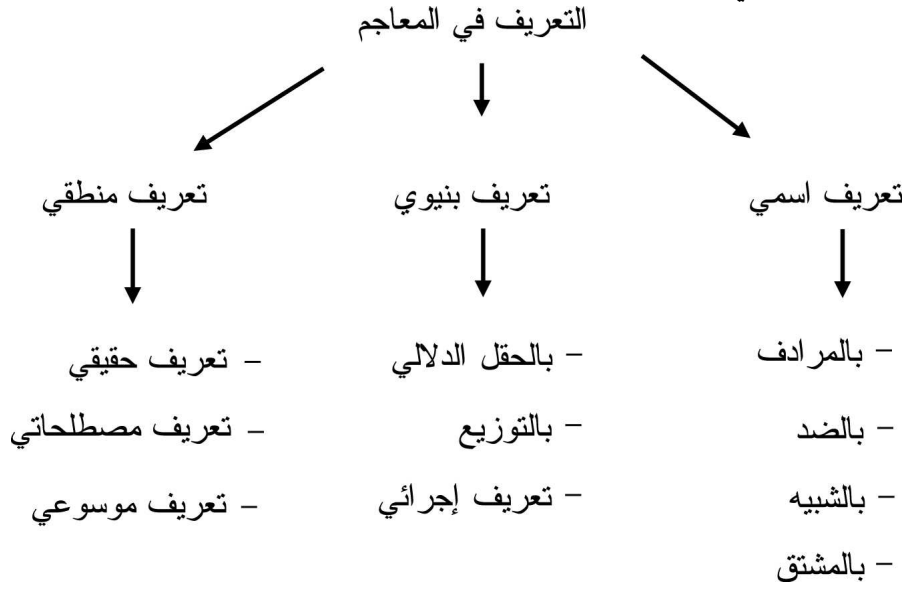 التعريف في المعاجم
تعريف اسمي
تعريف بنيوي
تعريف منطقي
- بالمرادف
- بالضد
- بالشبيه
- بالمشتق
- بالحقل الدلالي
- بالتوزيع
- تعريف إجرائي
- تعريف حقيقي
- تعريف مصطلحاتي
- تعريف موسوعي